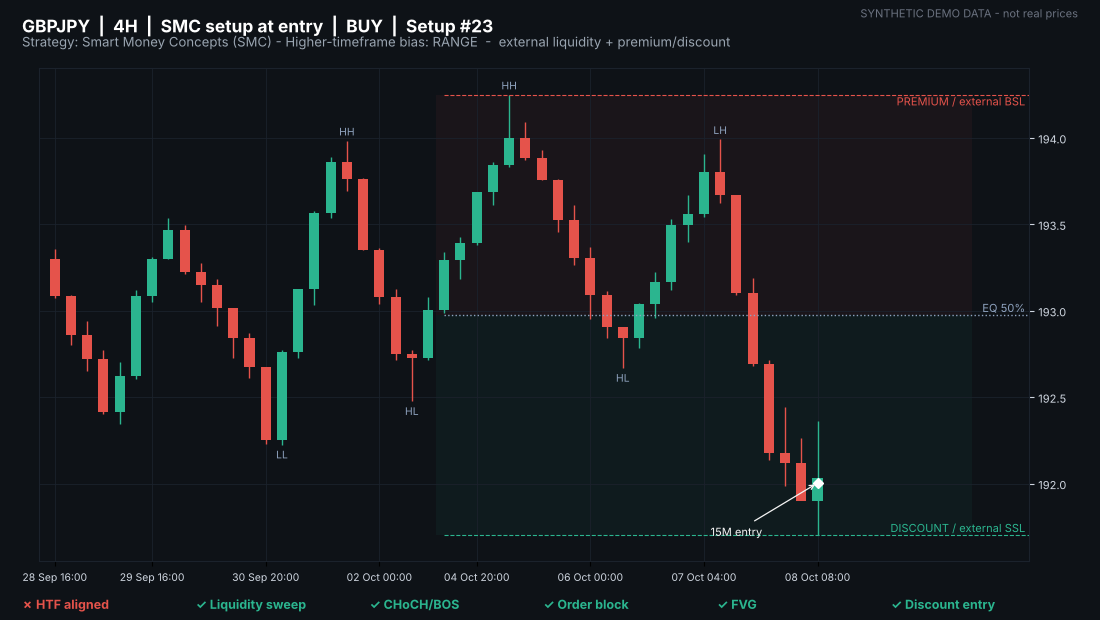 SYNTHETIC DEMO DATA - not real prices
GBPJPY | 4H | SMC setup at entry | BUY | Setup #23
Strategy: Smart Money Concepts (SMC) - Higher-timeframe bias: RANGE - external liquidity + premium/discount
HH
PREMIUM / external BSL
HH
LH
194.0
193.5
EQ 50%
193.0
HL
192.5
HL
LL
192.0
15M entry
DISCOUNT / external SSL
28 Sep 16:00 29 Sep 16:00 30 Sep 20:00 02 Oct 00:00 04 Oct 20:00 06 Oct 00:00 07 Oct 04:00 08 Oct 08:00
× HTF aligned ✓ Liquidity sweep ✓ CHoCH/BOS ✓ Order block ✓ FVG ✓ Discount entry